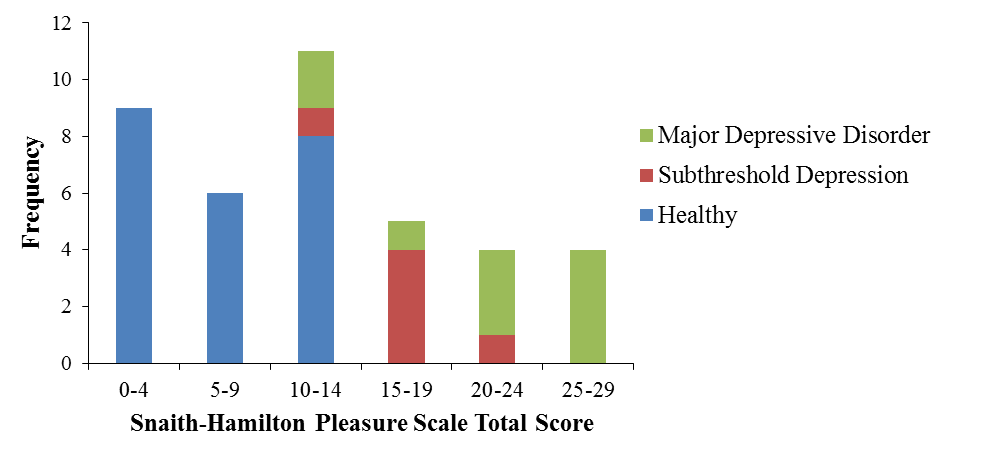 12
10
8
6
4
2
0
Frequency
0-4 5-9 10-14 15-19 20-24 25-29
Snaith-Hamilton Pleasure Scale Total Score
Major Depressive Disorder
Subthreshold Depression
Healthy